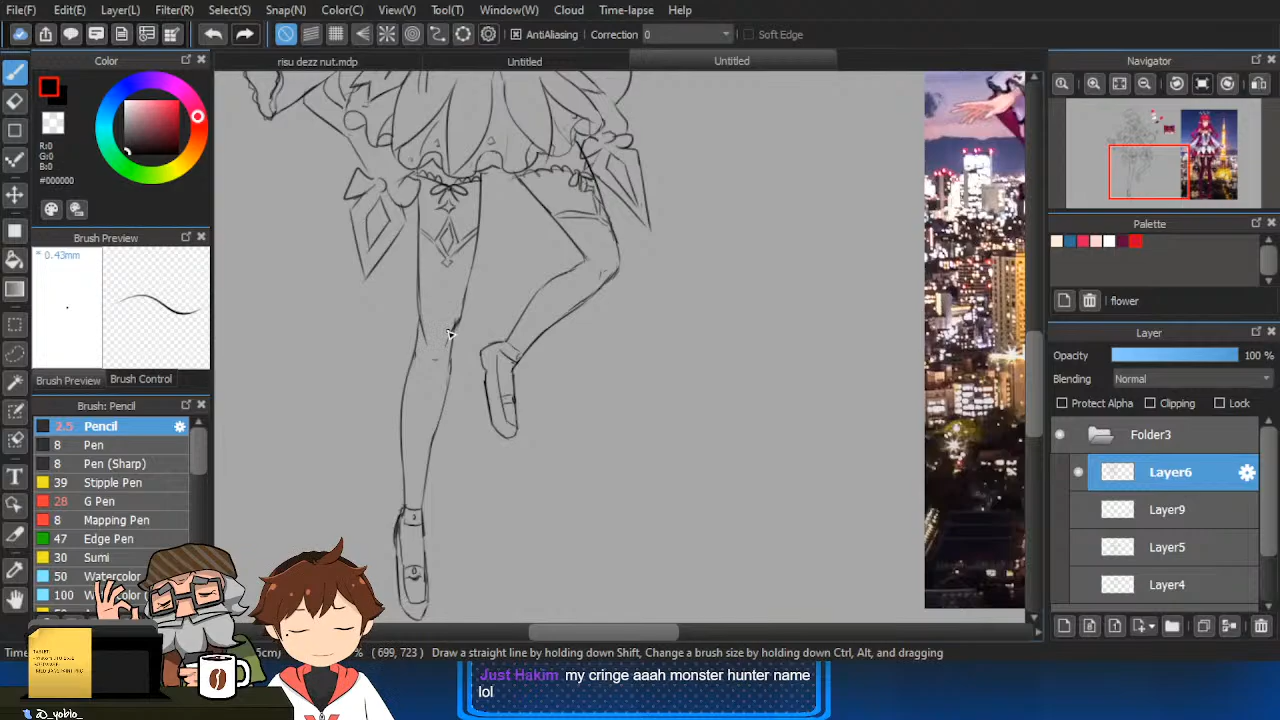 File(F) Edit(E) Layer(L) Filter(R) Select(S) Snap(N) Color(C) View(V) Tool(T) Window(W) Cloud Time-lapse Help
AntiAliasing Correction 0 Soft Edge
Color
risu dezz nut.mdp Untitled Untitled
Navigator
R:0
G:0
B:0
#000000
Palette
flower
Brush Preview
* 0.43mm
Brush Preview Brush Control
Layer
Opacity 100 %
Blending Normal
Protect Alpha Clipping Lock
Folder3
Layer6
Layer9
Layer5
Layer4
Brush: Pencil
2.5 Pencil
8 Pen
8 Pen (Sharp)
39 Stipple Pen
28 G Pen
8 Mapping Pen
47 Edge Pen
30 Sumi
50 Watercolor
100
% ( 699, 723 ) Draw a straight line by holding down Shift, Change a brush size by holding down Ctrl, Alt, and dragging
Just Hakim my cringe aaah monster hunter name
lol